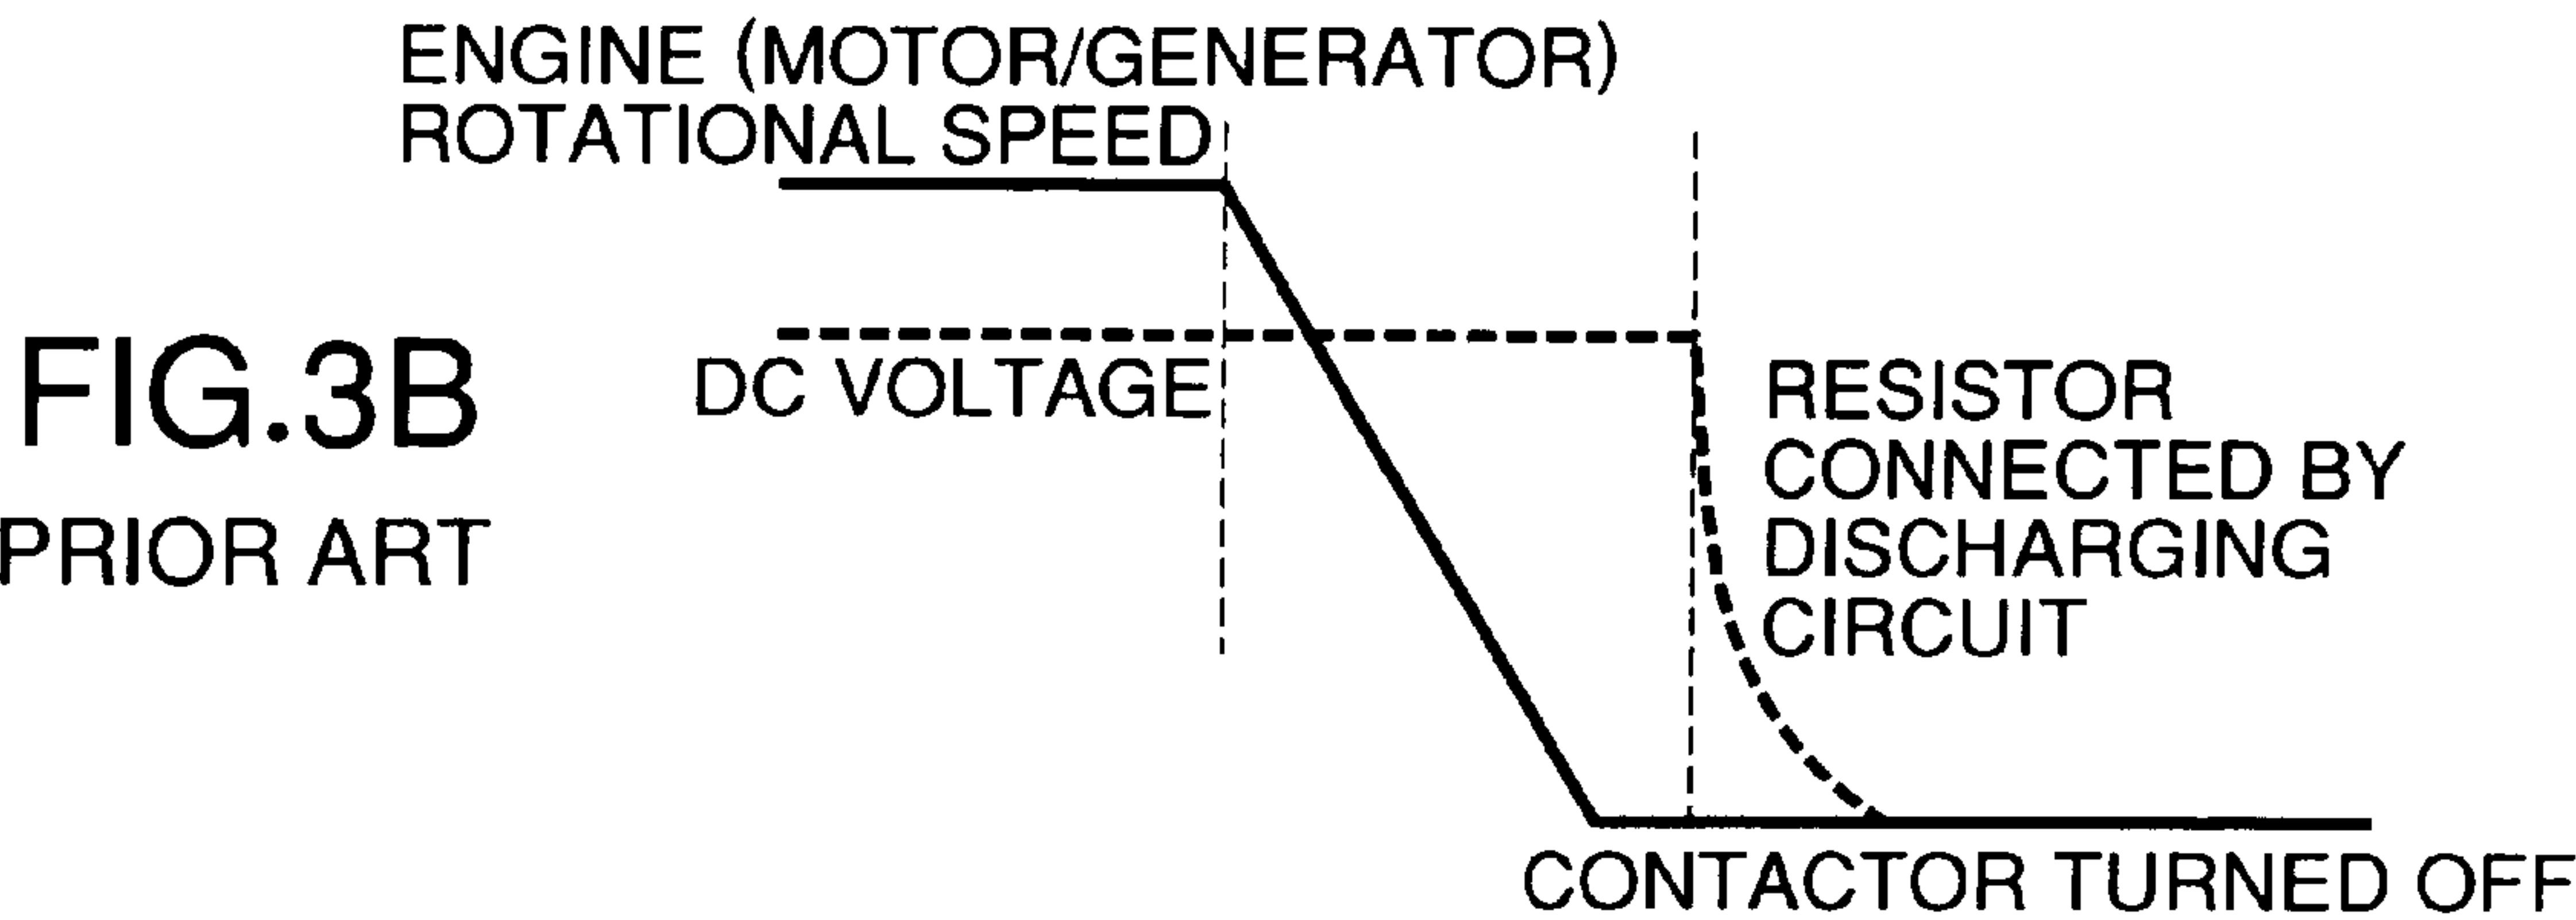 ENGINE (MOTOR/GENERATOR)
ROTATIONAL SPEED
FIG.3B
PRIOR ART
DC VOLTAGE
RESISTOR
CONNECTED BY
DISCHARGING
CIRCUIT
CONTACTOR TURNED OFF